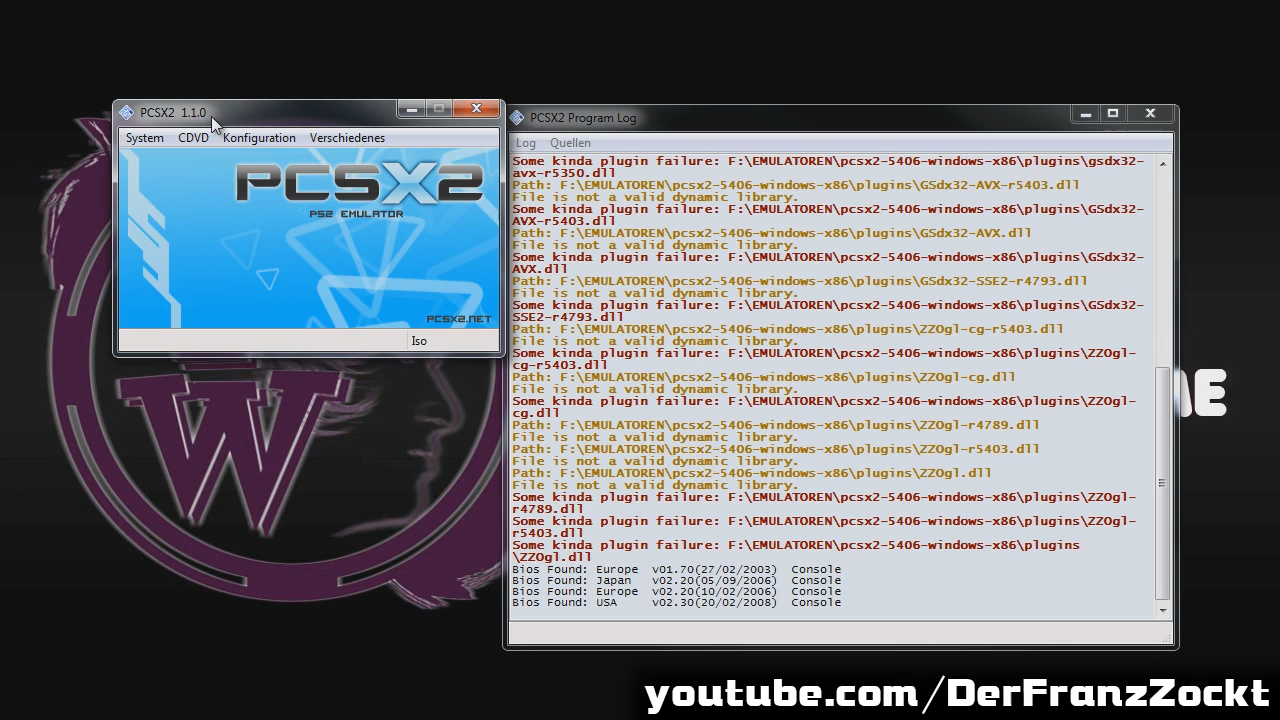 PCSX2 1.1.0
System CDVD Konfiguration Verschiedenes
PCSX2
PS2 EMULATOR
PCSX2.NET
Iso
PCSX2 Program Log
Log Quellen
Some kinda plugin failure: F:\EMULATOREN\pcsx2-5406-windows-x86\plugins\gsdx32-
avx-r5350.dll
Path: F:\EMULATOREN\pcsx2-5406-windows-x86\plugins\GSdx32-AVX-r5403.dll
File is not a valid dynamic library.
Some kinda plugin failure: F:\EMULATOREN\pcsx2-5406-windows-x86\plugins\GSdx32-
AVX-r5403.dll
Path: F:\EMULATOREN\pcsx2-5406-windows-x86\plugins\GSdx32-AVX.dll
File is not a valid dynamic library.
Some kinda plugin failure: F:\EMULATOREN\pcsx2-5406-windows-x86\plugins\GSdx32-
AVX.dll
Path: F:\EMULATOREN\pcsx2-5406-windows-x86\plugins\GSdx32-SSE2-r4793.dll
File is not a valid dynamic library.
Some kinda plugin failure: F:\EMULATOREN\pcsx2-5406-windows-x86\plugins\GSdx32-
SSE2-r4793.dll
Path: F:\EMULATOREN\pcsx2-5406-windows-x86\plugins\ZZOgl-cg-r5403.dll
File is not a valid dynamic library.
Some kinda plugin failure: F:\EMULATOREN\pcsx2-5406-windows-x86\plugins\ZZOgl-
cg-r5403.dll
Path: F:\EMULATOREN\pcsx2-5406-windows-x86\plugins\ZZOgl-cg.dll
File is not a valid dynamic library.
Some kinda plugin failure: F:\EMULATOREN\pcsx2-5406-windows-x86\plugins\ZZOgl-
cg.dll
Path: F:\EMULATOREN\pcsx2-5406-windows-x86\plugins\ZZOgl-r4789.dll
File is not a valid dynamic library.
Path: F:\EMULATOREN\pcsx2-5406-windows-x86\plugins\ZZOgl-r5403.dll
File is not a valid dynamic library.
Path: F:\EMULATOREN\pcsx2-5406-windows-x86\plugins\ZZOgl.dll
File is not a valid dynamic library.
Some kinda plugin failure: F:\EMULATOREN\pcsx2-5406-windows-x86\plugins\ZZOgl-
r4789.dll
Some kinda plugin failure: F:\EMULATOREN\pcsx2-5406-windows-x86\plugins\ZZOgl-
r5403.dll
Some kinda plugin failure: F:\EMULATOREN\pcsx2-5406-windows-x86\plugins
\ZZOgl.dll
Bios Found: Europe v01.70(27/02/2003) Console
Bios Found: Japan v02.20(05/09/2006) Console
Bios Found: Europe v02.20(10/02/2006) Console
Bios Found: USA v02.30(20/02/2008) Console
W
youtube.com/DerFranzZockt